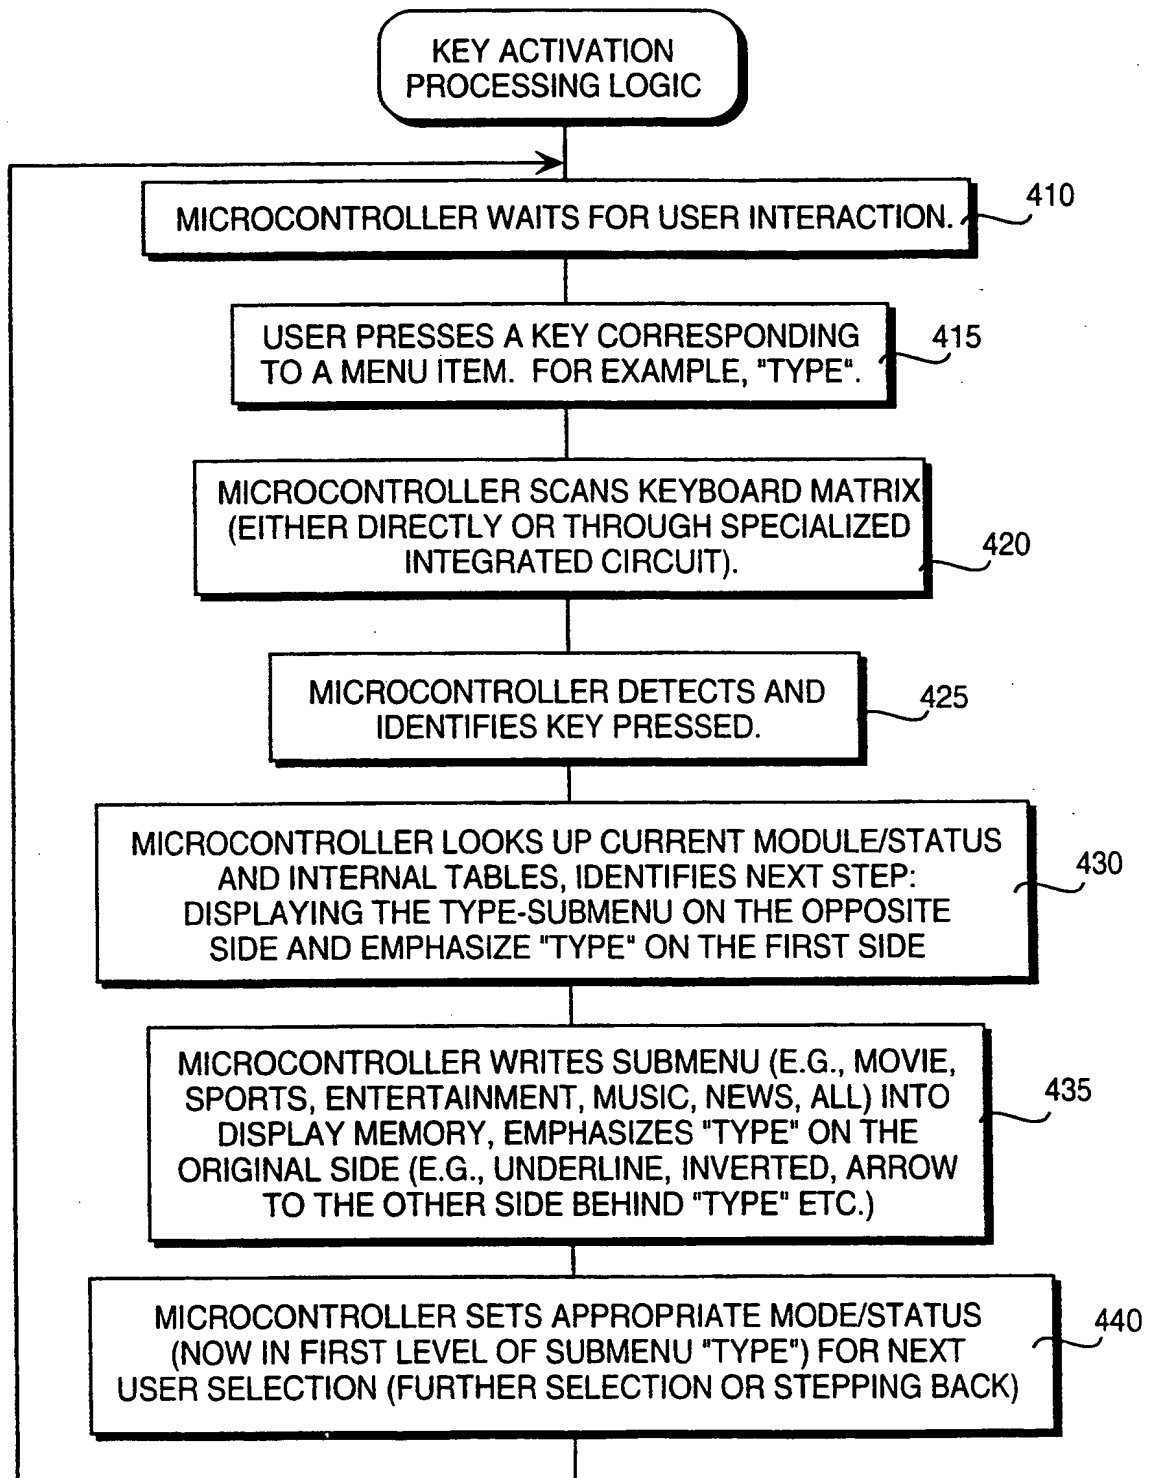 KEY ACTIVATION
PROCESSING LOGIC
MICROCONTROLLER WAITS FOR USER INTERACTION.
410
USER PRESSES A KEY CORRESPONDING
TO A MENU ITEM. FOR EXAMPLE, "TYPE".
415
MICROCONTROLLER SCANS KEYBOARD MATRIX
(EITHER DIRECTLY OR THROUGH SPECIALIZED
INTEGRATED CIRCUIT).
420
MICROCONTROLLER DETECTS AND
IDENTIFIES KEY PRESSED.
425
MICROCONTROLLER LOOKS UP CURRENT MODULE/STATUS
AND INTERNAL TABLES, IDENTIFIES NEXT STEP:
DISPLAYING THE TYPE-SUBMENU ON THE OPPOSITE
SIDE AND EMPHASIZE "TYPE" ON THE FIRST SIDE
430
MICROCONTROLLER WRITES SUBMENU (E.G., MOVIE,
SPORTS, ENTERTAINMENT, MUSIC, NEWS, ALL) INTO
DISPLAY MEMORY, EMPHASIZES "TYPE" ON THE
ORIGINAL SIDE (E.G., UNDERLINE, INVERTED, ARROW
TO THE OTHER SIDE BEHIND "TYPE" ETC.)
435
MICROCONTROLLER SETS APPROPRIATE MODE/STATUS
(NOW IN FIRST LEVEL OF SUBMENU "TYPE") FOR NEXT
USER SELECTION (FURTHER SELECTION OR STEPPING BACK)
440